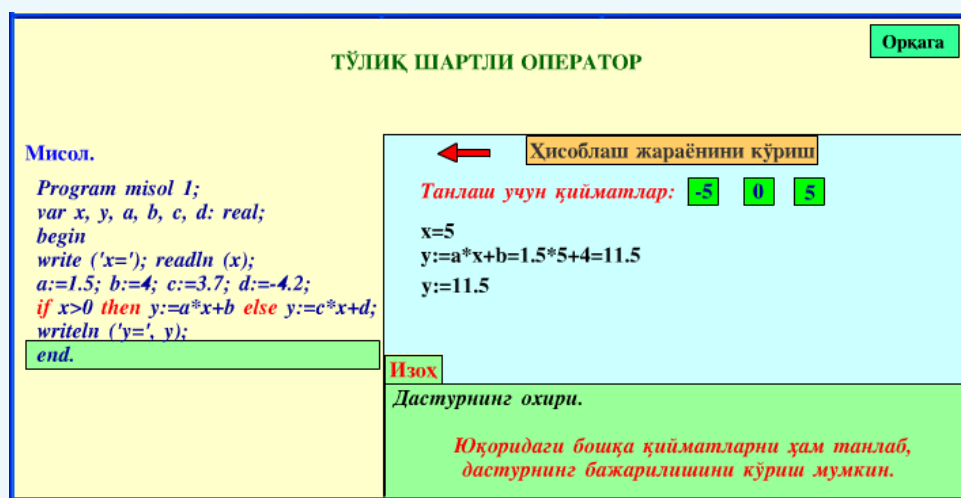 Орқага
ТЎЛИҚ ШАРТЛИ ОПЕРАТОР
Мисол.
Program misol 1;
var x, y, a, b, c, d: real;
begin
write ('x='); readln (x);
a:=1.5; b:=4; c:=3.7; d:=-4.2;
if x>0 then y:=a*x+b else y:=c*x+d;
writeln ('y=', y);
end.
Ҳисоблаш жараёнини кўриш
Танлаш учун қийматлар: -5 0 5
x=5
y:=a*x+b=1.5*5+4=11.5
y:=11.5
Изоҳ
Дастурнинг охири.
Юқоридаги бошқа қийматларни ҳам танлаб,
дастурнинг бажарилишини кўриш мумкин.